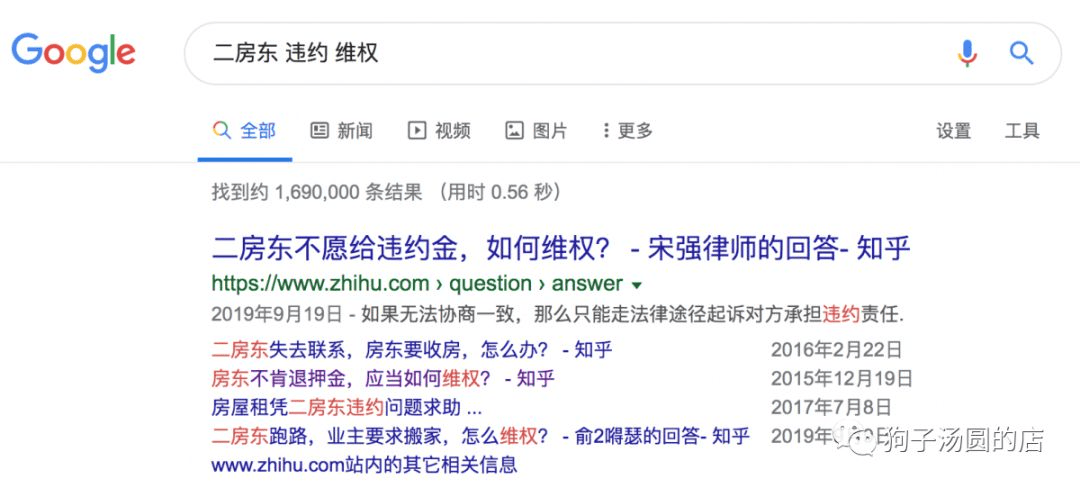 Google
二房东 违约 维权
全部 新闻 视频 图片 更多 设置 工具
找到约 1,690,000 条结果 （用时 0.56 秒）
二房东不愿给违约金，如何维权？ - 宋强律师的回答- 知乎
https://www.zhihu.com › question › answer
2019年9月19日 - 如果无法协商一致，那么只能走法律途径起诉对方承担违约责任.
二房东失去联系，房东要收房，怎么办？ - 知乎 2016年2月22日
房东不肯退押金，应当如何维权？ - 知乎 2015年12月19日
房屋租凭二房东违约问题求助 ... 2017年7月8日
二房东跑路，业主要求搬家，怎么维权？ - 俞2嘚瑟的回答- 知乎 2019年
www.zhihu.com站内的其它相关信息
狗子汤圆的店